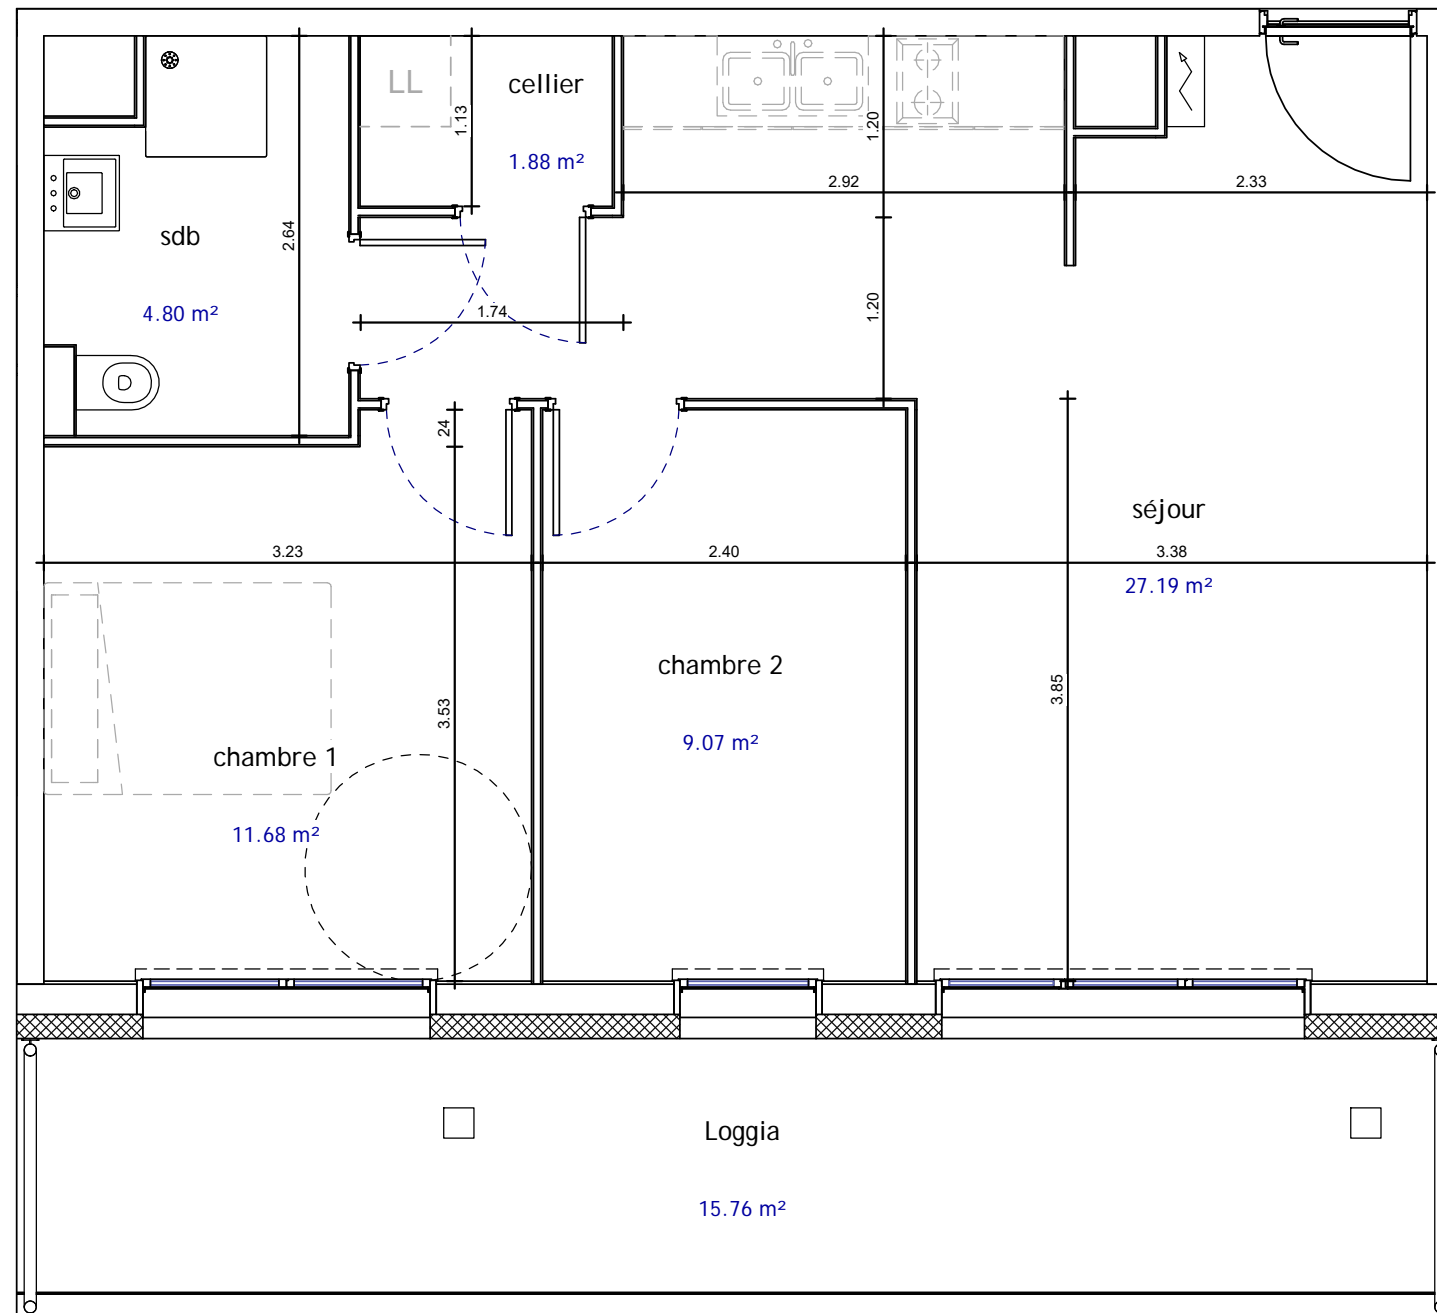 LL
cellier
1.13
1.88 m²
1.20
2.92
2.33
sdb
2.64
4.80 m²
1.74
1.20
24
séjour
3.23
2.40
3.38
27.19 m²
chambre 2
3.85
3.53
9.07 m²
chambre 1
11.68 m²
Loggia
15.76 m²